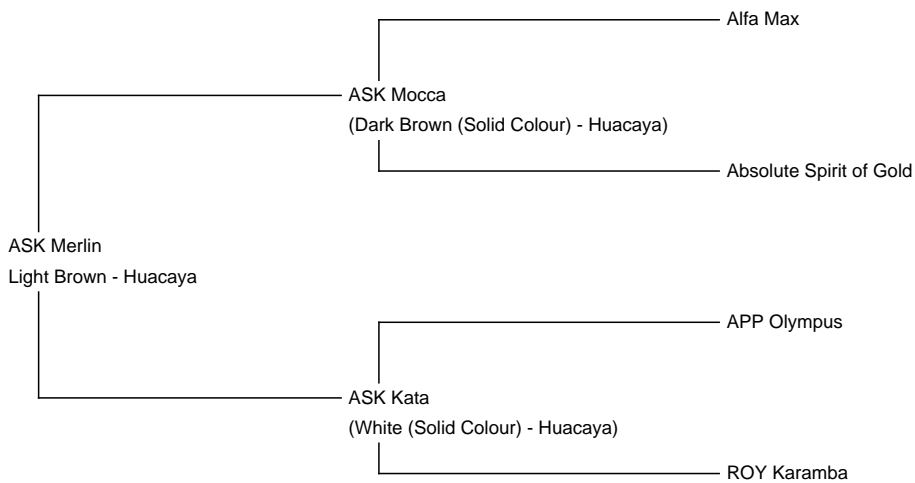 Alfa Max
ASK Mocca
(Dark Brown (Solid Colour) - Huacaya)
Absolute Spirit of Gold
ASK Merlin
Light Brown - Huacaya
APP Olympus
ASK Kata
(White (Solid Colour) - Huacaya)
ROY Karamba